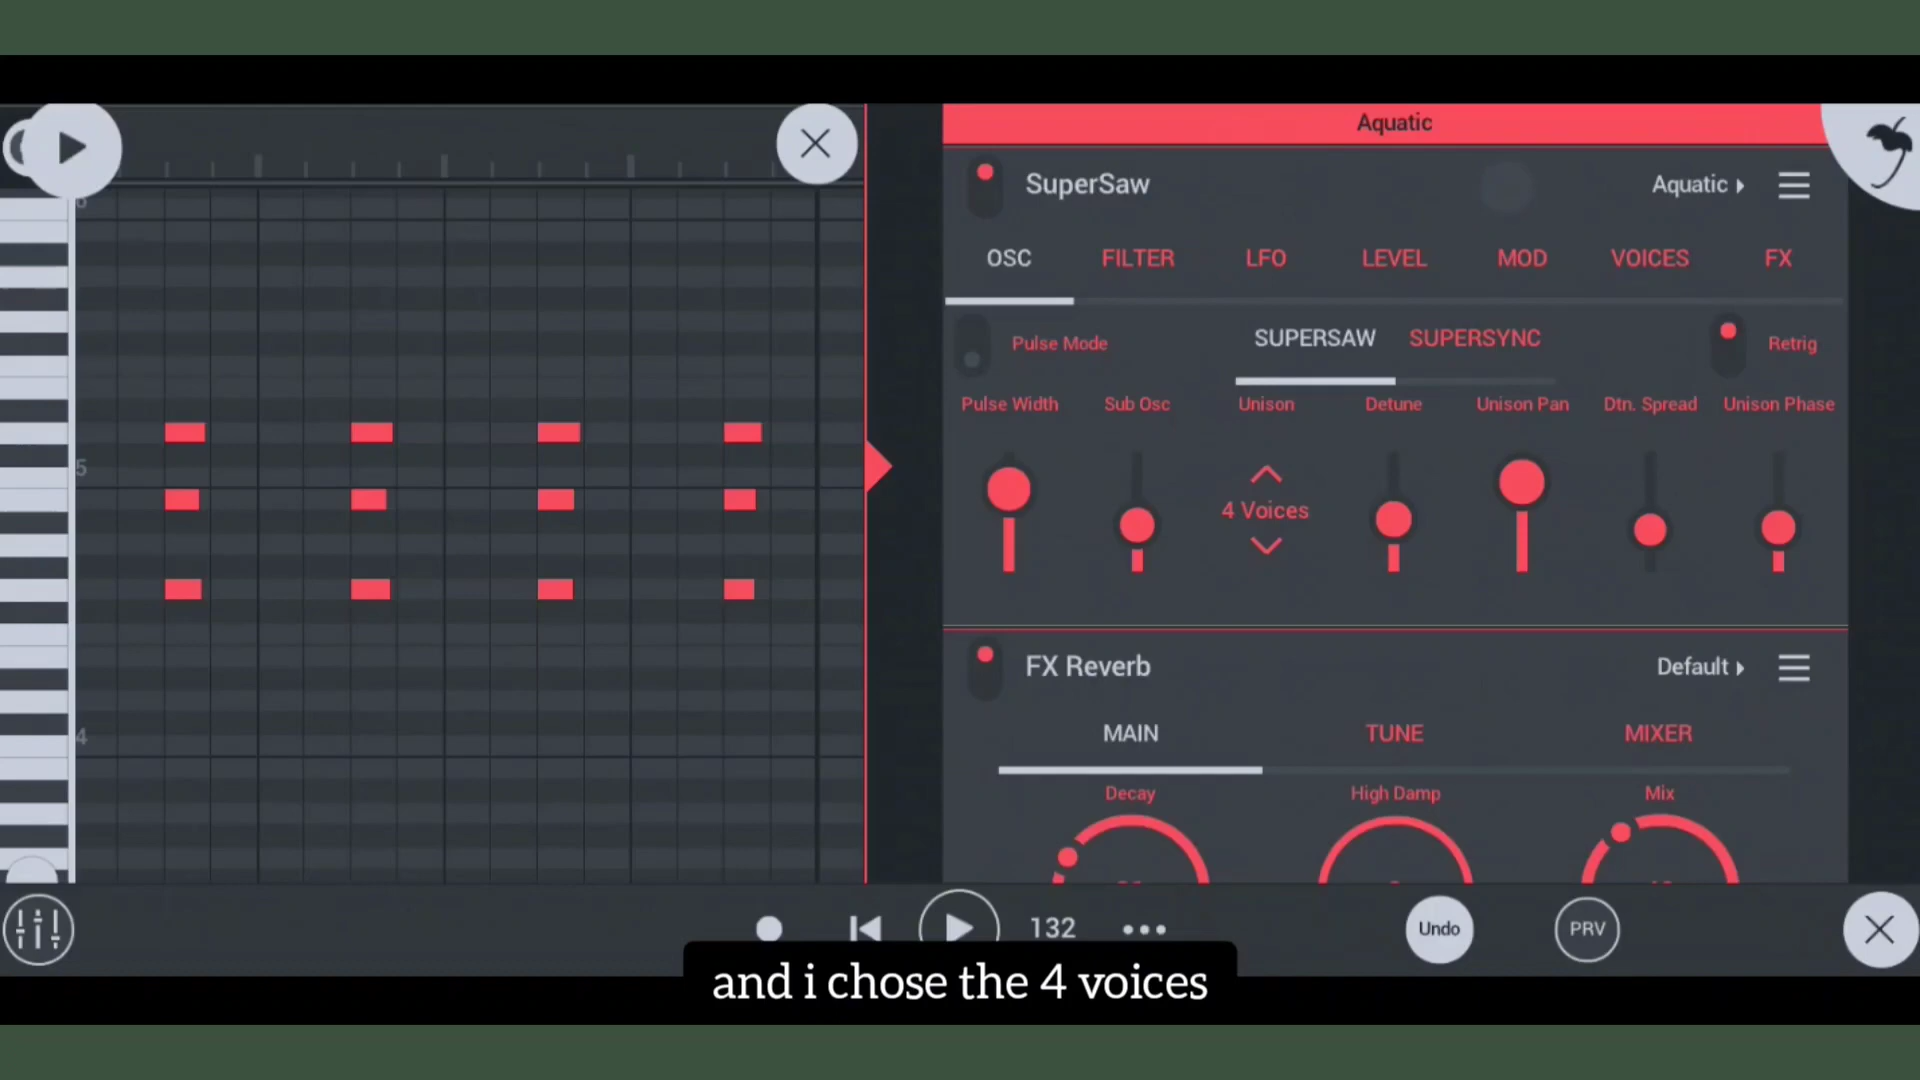 Aquatic
SuperSaw
Aquatic
OSC FILTER LFO LEVEL MOD VOICES FX
Pulse Mode SUPERSAW SUPERSYNC Retrig
Pulse Width Sub Osc Unison Detune Unison Pan Dtn. Spread Unison Phase
4 Voices
5
4
FX Reverb Default
MAIN TUNE MIXER
Decay High Damp Mix
132 Undo PRV
and i chose the 4 voices